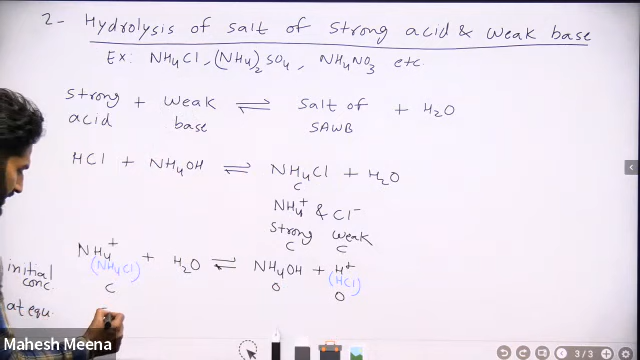 2- Hydrolysis of salt of Strong acid & weak base
Ex: NH4Cl, (NH4)2SO4, NH4NO3 etc.
Strong acid + Weak base ⇌ Salt of SAWB + H2O
HCl + NH4OH ⇌ NH4Cl + H2O
C
NH4+ & Cl-
Strong weak
C C
NH4+ + H2O ⇌ NH4OH + H+
(NH4Cl) (HCl)
initial conc. C O O
at equ.
Mahesh Meena
3/3